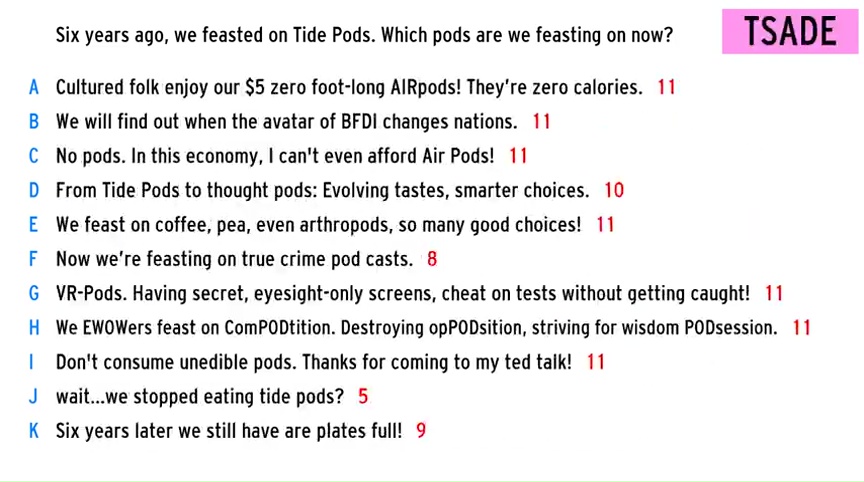 Six years ago, we feasted on Tide Pods. Which pods are we feasting on now?
TSADE
A Cultured folk enjoy our $5 zero foot-long AIRpods! They're zero calories. 11
B We will find out when the avatar of BFDI changes nations. 11
C No pods. In this economy, I can't even afford Air Pods! 11
D From Tide Pods to thought pods: Evolving tastes, smarter choices. 10
E We feast on coffee, pea, even arthropods, so many good choices! 11
F Now we're feasting on true crime pod casts. 8
G VR-Pods. Having secret, eyesight-only screens, cheat on tests without getting caught! 11
H We EWOWers feast on ComPODtition. Destroying opPODsition, striving for wisdom PODsession. 11
I Don't consume unedible pods. Thanks for coming to my ted talk! 11
J wait...we stopped eating tide pods? 5
K Six years later we still have are plates full! 9